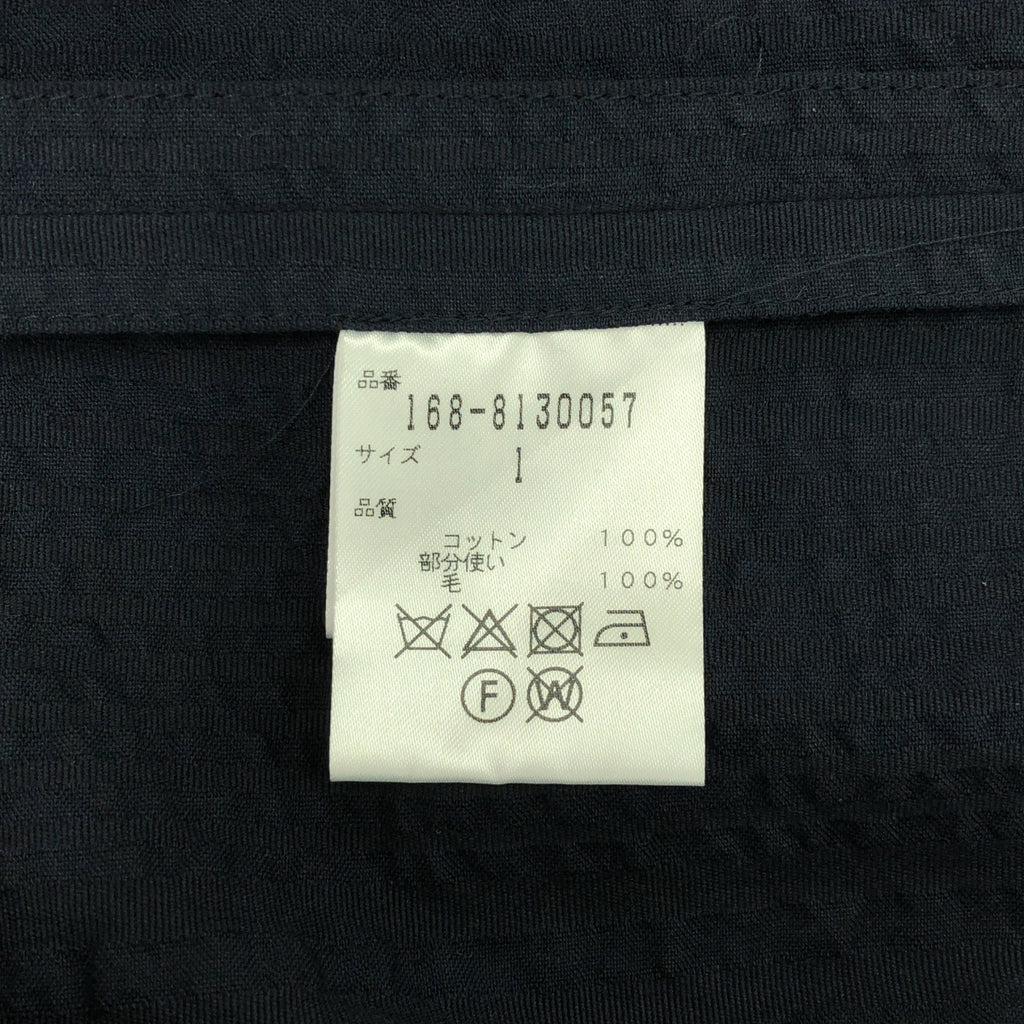 品番
168-8130057
サイズ 1
品質
コットン 100%
部分使い
毛 100%
F W